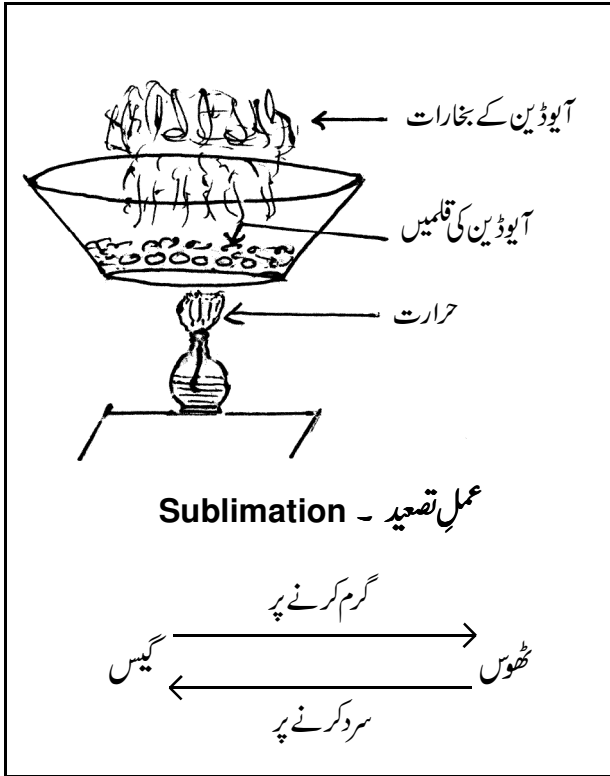 آیوڈین کے بخارات
آیوڈین کی قلمیں
حرارت
عملِ تصعید ۔ Sublimation
گرم کرنے پر
ٹھوس
گیس
سرد کرنے پر